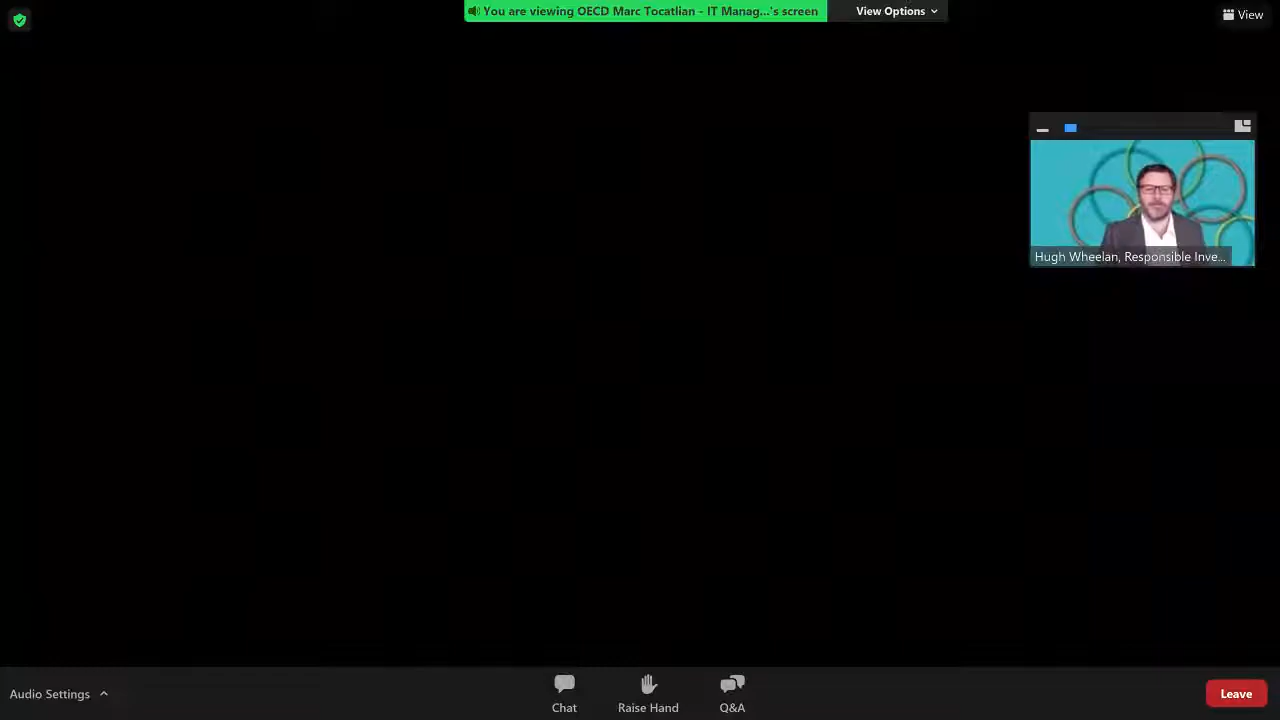 You are viewing OECD Marc Tocatlian - IT Manag...'s screen
View Options
View
Hugh Wheelan, Responsible Inve...
Audio Settings
Chat
Raise Hand
Q&A
Leave